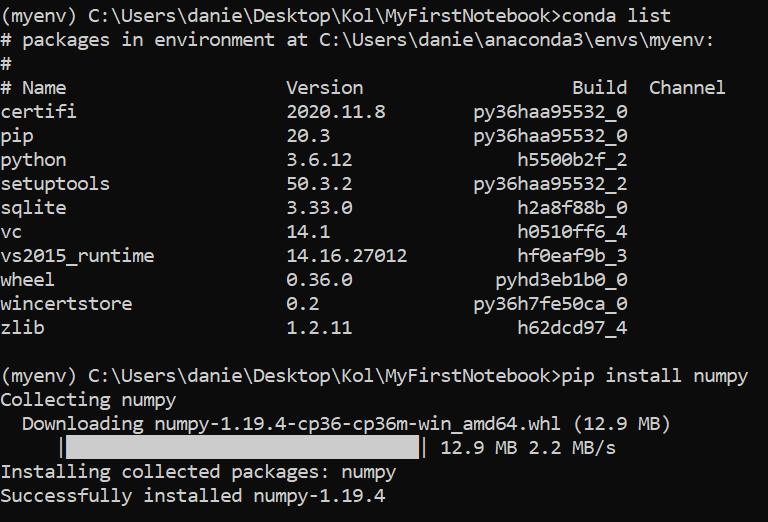 (myenv) C:\Users\danie\Desktop\Kol\MyFirstNotebook>conda list
# packages in environment at C:\Users\danie\anaconda3\envs\myenv:
#
# Name                    Version                   Build  Channel
certifi                   2020.11.8        py36haa95532_0
pip                       20.3             py36haa95532_0
python                    3.6.12               h5500b2f_2
setuptools                50.3.2           py36haa95532_2
sqlite                    3.33.0               h2a8f88b_0
vc                        14.1                 h0510ff6_4
vs2015_runtime            14.16.27012          hf0eaf9b_3
wheel                     0.36.0             pyhd3eb1b0_0
wincertstore              0.2              py36h7fe50ca_0
zlib                      1.2.11               h62dcd97_4
(myenv) C:\Users\danie\Desktop\Kol\MyFirstNotebook>pip install numpy
Collecting numpy
  Downloading numpy-1.19.4-cp36-cp36m-win_amd64.whl (12.9 MB)
     |████████████████████████████████| 12.9 MB 2.2 MB/s
Installing collected packages: numpy
Successfully installed numpy-1.19.4